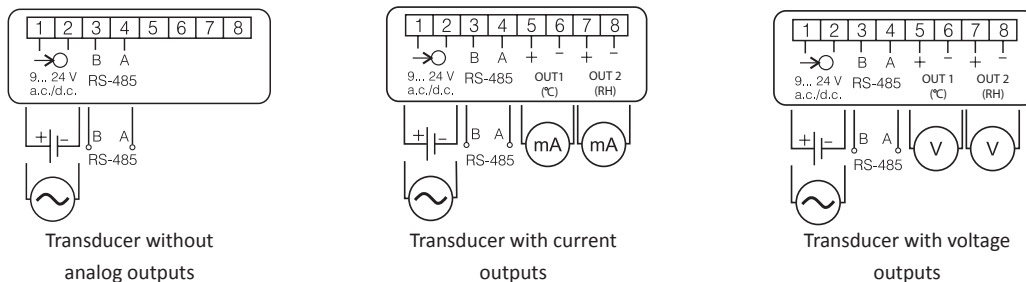 1 2 3 4 5 6 7 8
B A
9... 24 V
a.c./d.c.
RS-485
+ − B A
RS-485
Transducer without
analog outputs
1 2 3 4 5 6 7 8
B A + − + −
9... 24 V
a.c./d.c.
RS-485
OUT1
(℃)
OUT 2
(RH)
+ − B A
RS-485
mA mA
Transducer with current
outputs
1 2 3 4 5 6 7 8
B A + − + −
9... 24 V
a.c./d.c.
RS-485
OUT 1
(℃)
OUT 2
(RH)
+ − B A
RS-485
V V
Transducer with voltage
outputs